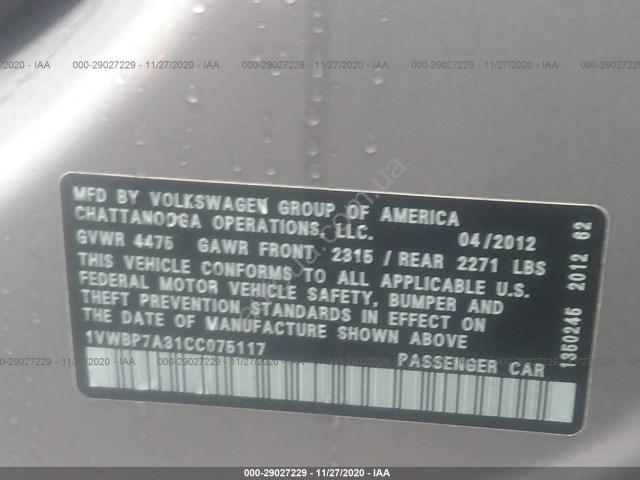 000-29027229 - 11/27/2020 - IAA
MFD BY VOLKSWAGEN GROUP OF AMERICA
CHATTANOOGA OPERATIONS, LLC.
04/2012
GVWR 4475 GAWR FRONT 2315 / REAR 2271 LBS
THIS VEHICLE CONFORMS TO ALL APPLICABLE U.S.
FEDERAL MOTOR VEHICLE SAFETY, BUMPER AND
THEFT PREVENTION STANDARDS IN EFFECT ON
THE DATE OF MANUFACTURE SHOWN ABOVE
1VWBP7A31CC075117
PASSENGER CAR
1350245 2012 62
000-29027229 - 11/27/2020 - IAA